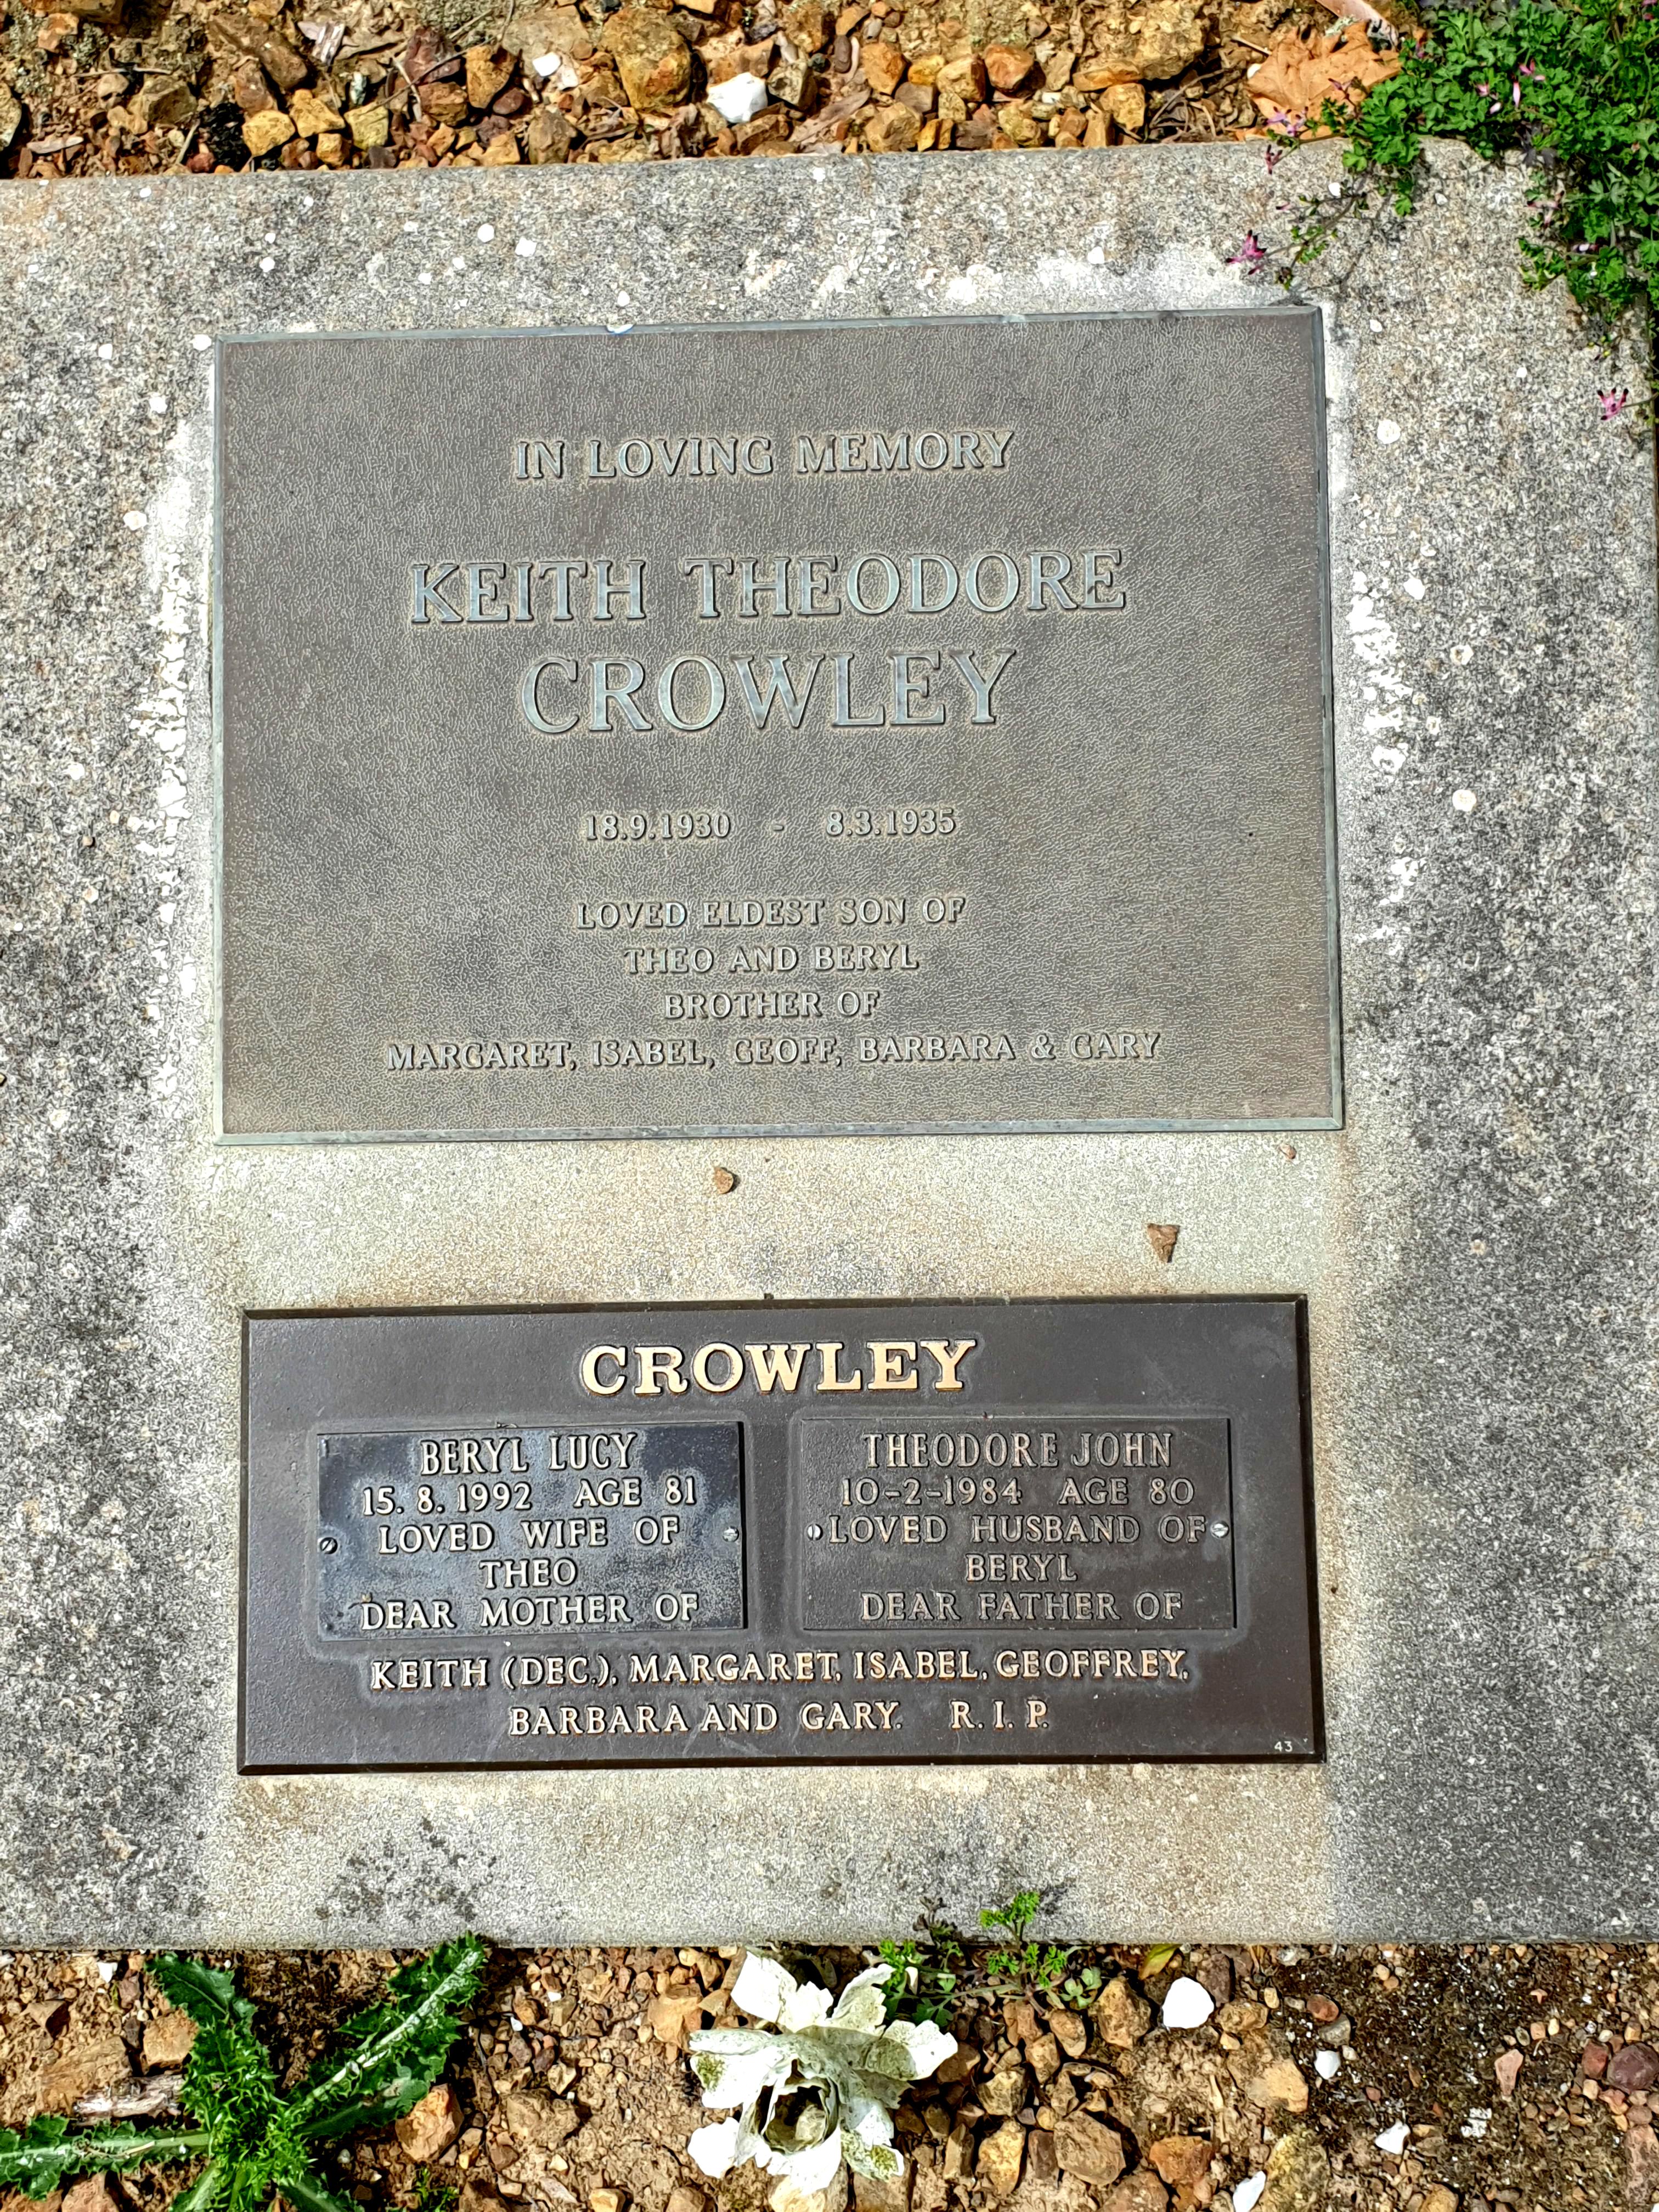 IN LOVING MEMORY
KEITH THEODORE
CROWLEY
18.9.1930 - 8.3.1935
LOVED ELDEST SON OF
THEO AND BERYL
BROTHER OF
MARGARET, ISABEL, GEOFF, BARBARA & GARY
CROWLEY
BERYL LUCY
15.8.1992 AGE 81
LOVED WIFE OF
THEO
DEAR MOTHER OF
THEODORE JOHN
10-2-1984 AGE 80
LOVED HUSBAND OF
BERYL
DEAR FATHER OF
KEITH (DEC.), MARGARET, ISABEL, GEOFFREY,
BARBARA AND GARY. R.I.P.
43